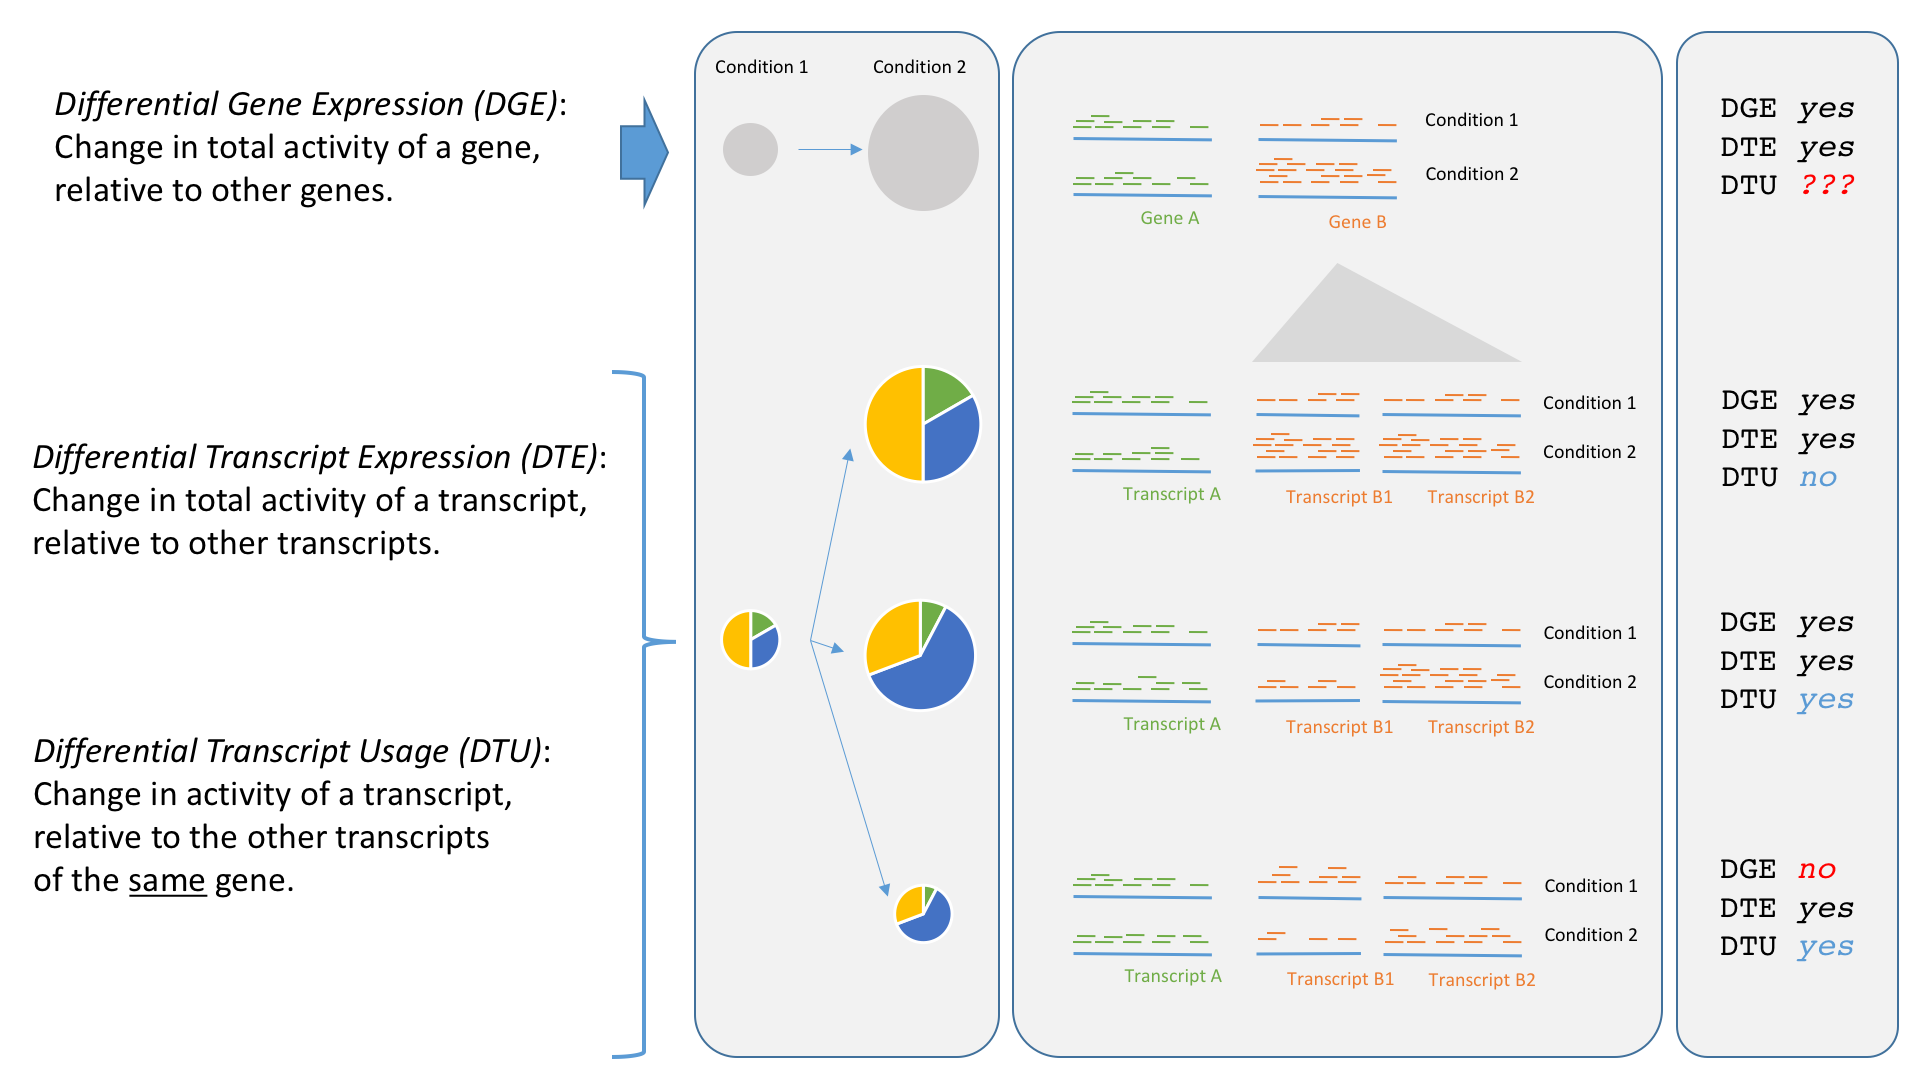 Differential Gene Expression (DGE):
Change in total activity of a gene,
relative to other genes.
Condition 1
Condition 2
Condition 1
Condition 2
Gene A
Gene B
DGE yes
DTE yes
DTU ???
Differential Transcript Expression (DTE):
Change in total activity of a transcript,
relative to other transcripts.
Condition 1
Condition 2
Transcript A
Transcript B1
Transcript B2
DGE yes
DTE yes
DTU no
Condition 1
Condition 2
Transcript A
Transcript B1
Transcript B2
DGE yes
DTE yes
DTU yes
Differential Transcript Usage (DTU):
Change in activity of a transcript,
relative to the other transcripts
of the same gene.
Condition 1
Condition 2
Transcript A
Transcript B1
Transcript B2
DGE no
DTE yes
DTU yes